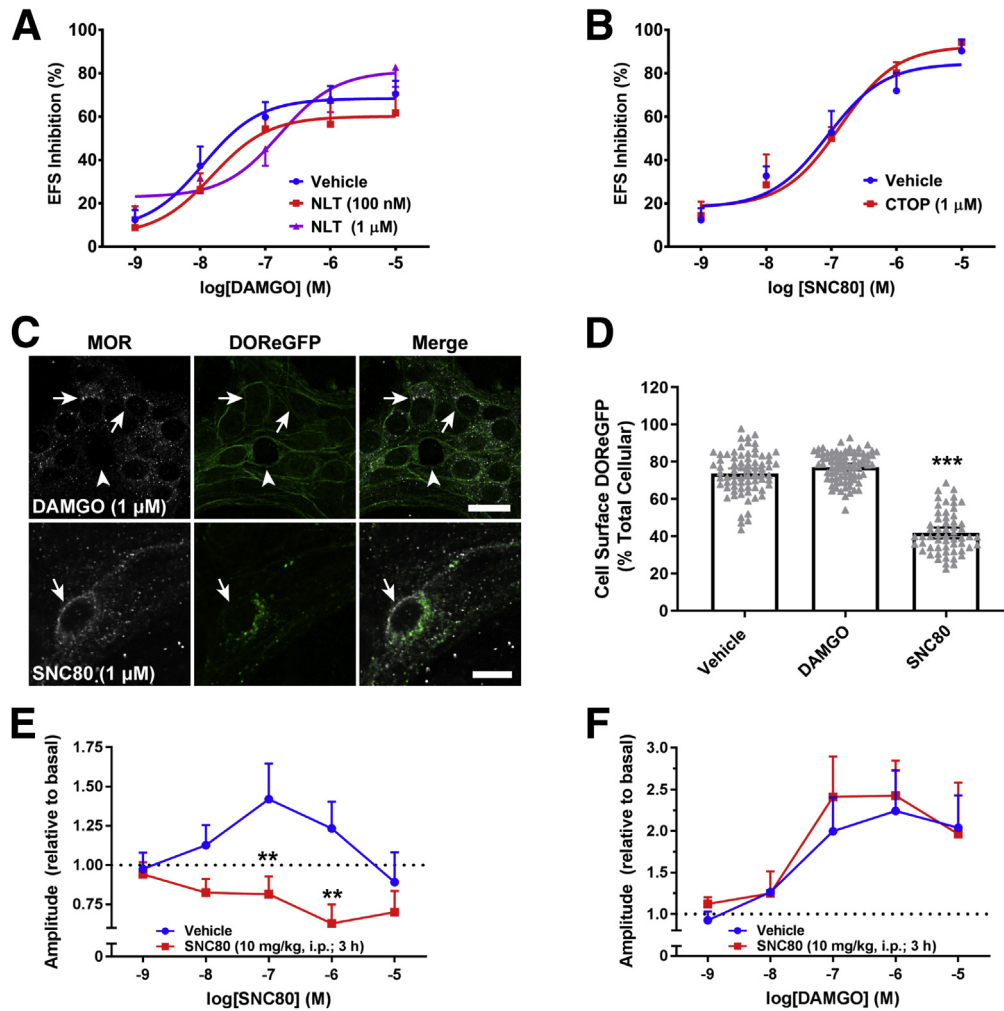 A
EFS Inhibition (%)
100
80
60
40
20
0
Vehicle
NLT (100 nM)
NLT (1 μM)
-9 -8 -7 -6 -5
log[DAMGO] (M)
B
EFS Inhibition (%)
100
80
60
40
20
0
Vehicle
CTOP (1 μM)
-9 -8 -7 -6 -5
log [SNC80] (M)
C
MOR DOReGFP Merge
DAMGO (1 μM)
SNC80 (1 μM)
D
Cell Surface DOReGFP
(% Total Cellular)
120
100
80
60
40
20
0
***
Vehicle
DAMGO
SNC80
E
Amplitude (relative to basal)
1.75
1.50
1.25
1.00
0.75
0
**
**
Vehicle
SNC80 (10 mg/kg, i.p.; 3 h)
-9 -8 -7 -6 -5
log[SNC80] (M)
F
Amplitude (relative to basal)
3.0
2.5
2.0
1.5
1.0
0
Vehicle
SNC80 (10 mg/kg, i.p.; 3 h)
-9 -8 -7 -6 -5
log[DAMGO] (M)